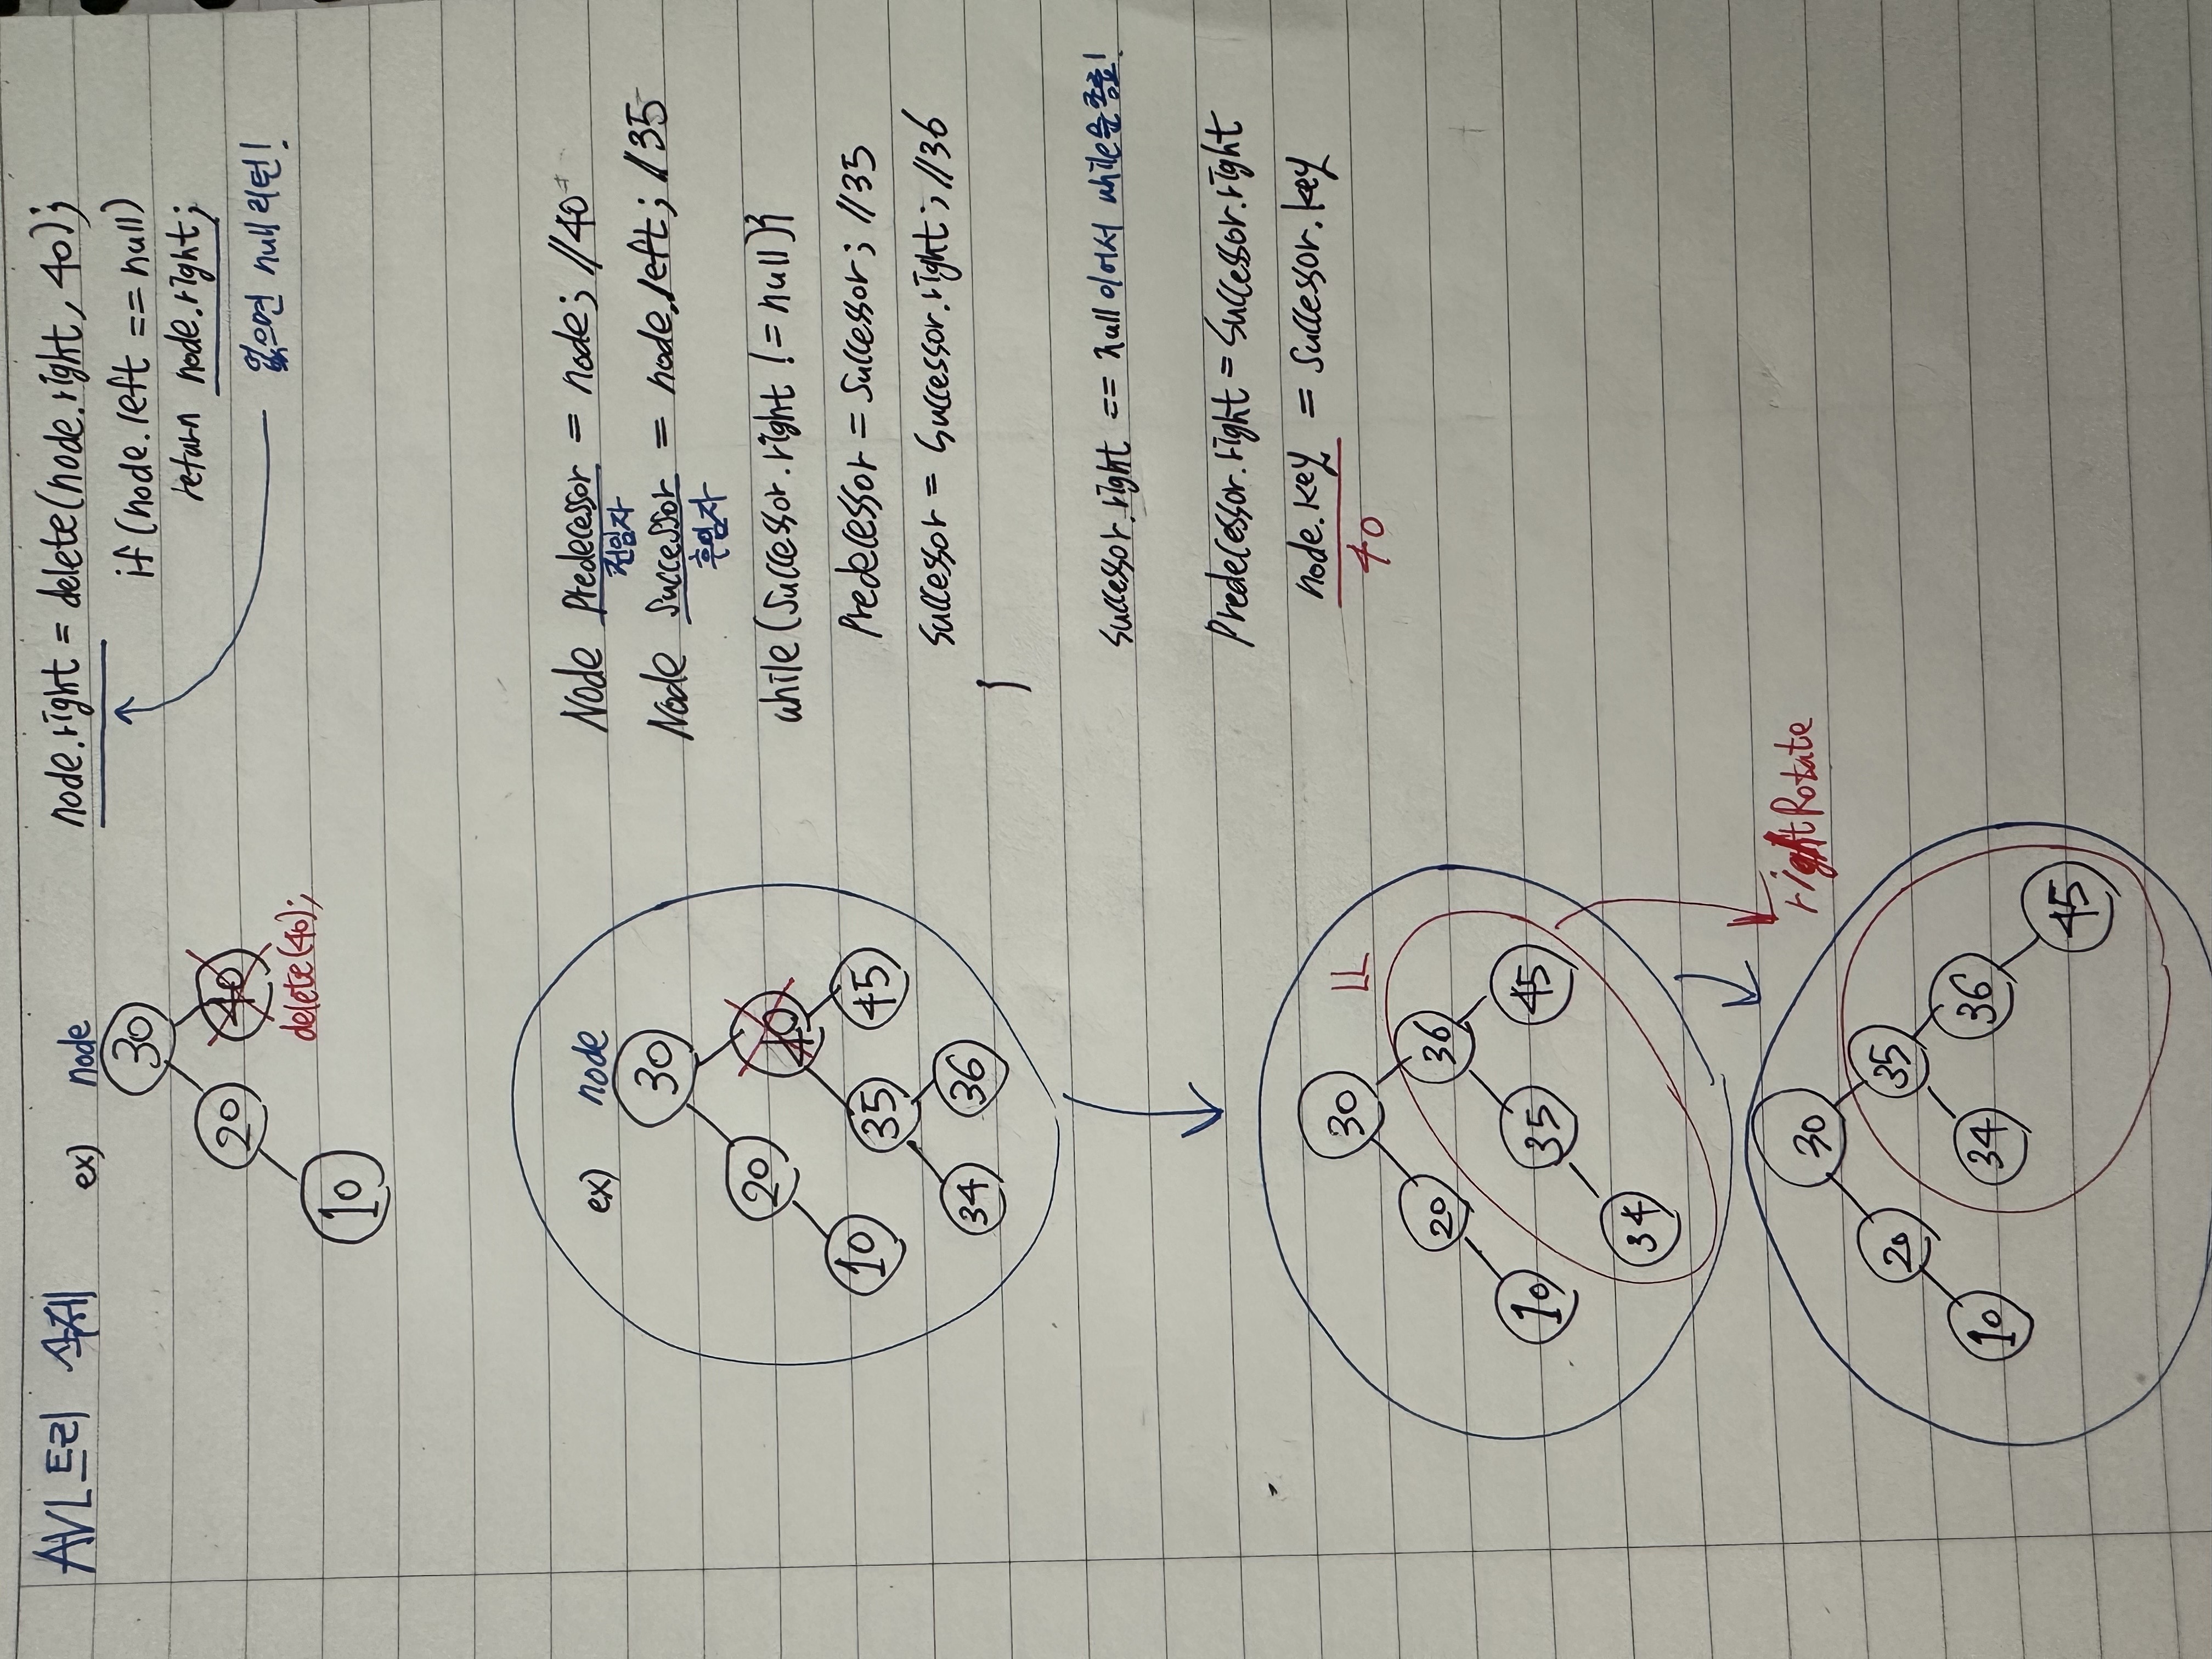 AVL트리 삭제
ex) node
30
20 40
delete(40);
10
node.right = delete(node.right, 40);
if(node.left == null)
return node.right;
없으면 null 리턴!
ex) node
30
20 40
10 35 45
34 36
Node Predecessor = node; //40
전임자
Node Successor = node.left; //35
후임자
while(Successor.right != null){
Predecessor = Successor; //35
Successor = Successor.right; //36
}
Successor.right == null 이어서 while문 종료!
Predecessor.right = Successor.right
node.key = Successor.key
40
30
LL
20 36
10 35 45
34
rightRotate
30
20 35
10 34 36
45